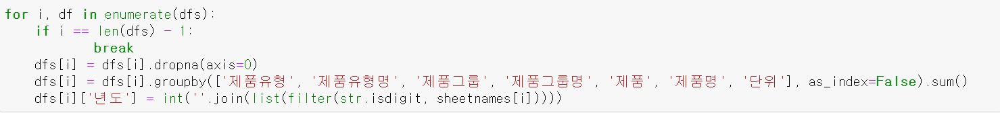 for i, df in enumerate(dfs):
    if i == len(dfs) - 1:
            break
    dfs[i] = dfs[i].dropna(axis=0)
    dfs[i] = dfs[i].groupby(['제품유형', '제품유형명', '제품그룹', '제품그룹명', '제품', '제품명', '단위'], as_index=False).sum()
    dfs[i]['년도'] = int(''.join(list(filter(str.isdigit, sheetnames[i]))))